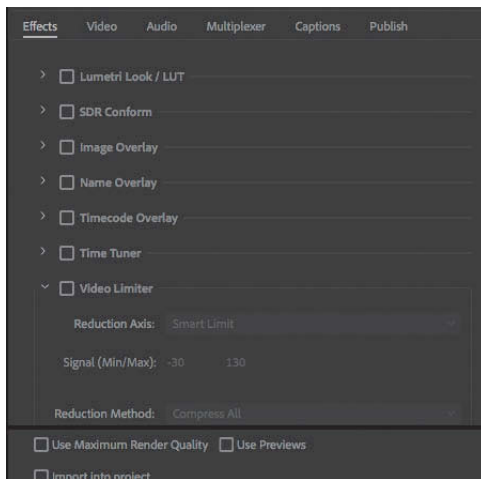 Effects Video Audio Multiplexer Captions Publish
Lumetri Look / LUT
SDR Conform
Image Overlay
Name Overlay
Timecode Overlay
Time Tuner
Video Limiter
Reduction Axis: Smart Limit
Signal (Min/Max): -30 130
Reduction Method: Compress All
Use Maximum Render Quality Use Previews
Import into project